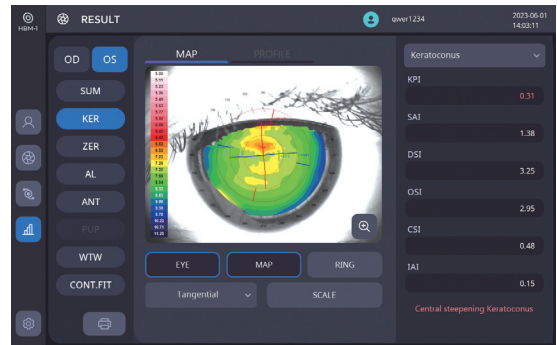 HBM-1
RESULT
qwer1234
2023-06-01
14:03:11
OD
OS
SUM
KER
ZER
AL
ANT
PUP
WTW
CONT.FIT
MAP
PROFILE
EYE
MAP
RING
Tangential
SCALE
Keratoconus
KPI
0.31
SAI
1.38
DSI
3.25
OSI
2.95
CSI
0.48
IAI
0.15
Central steepening Keratoconus